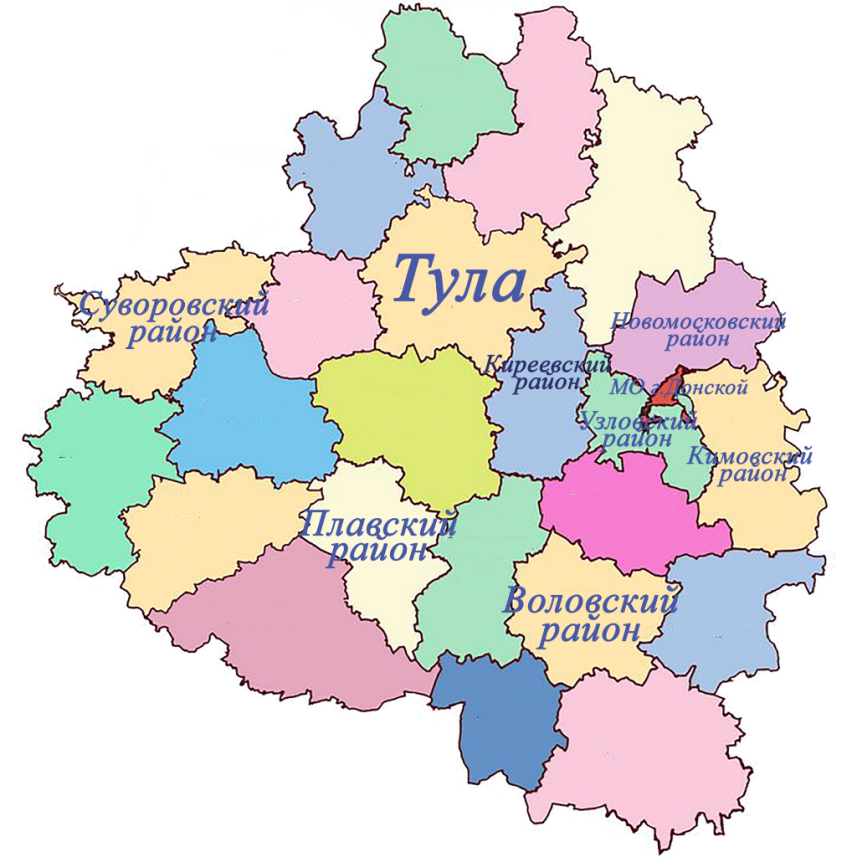 Тула
Суворовский
район
Новомосковский
район
Киреевский
район
МО г.Донской
Узловский
район
Кимовский
район
Плавский
район
Воловский
район